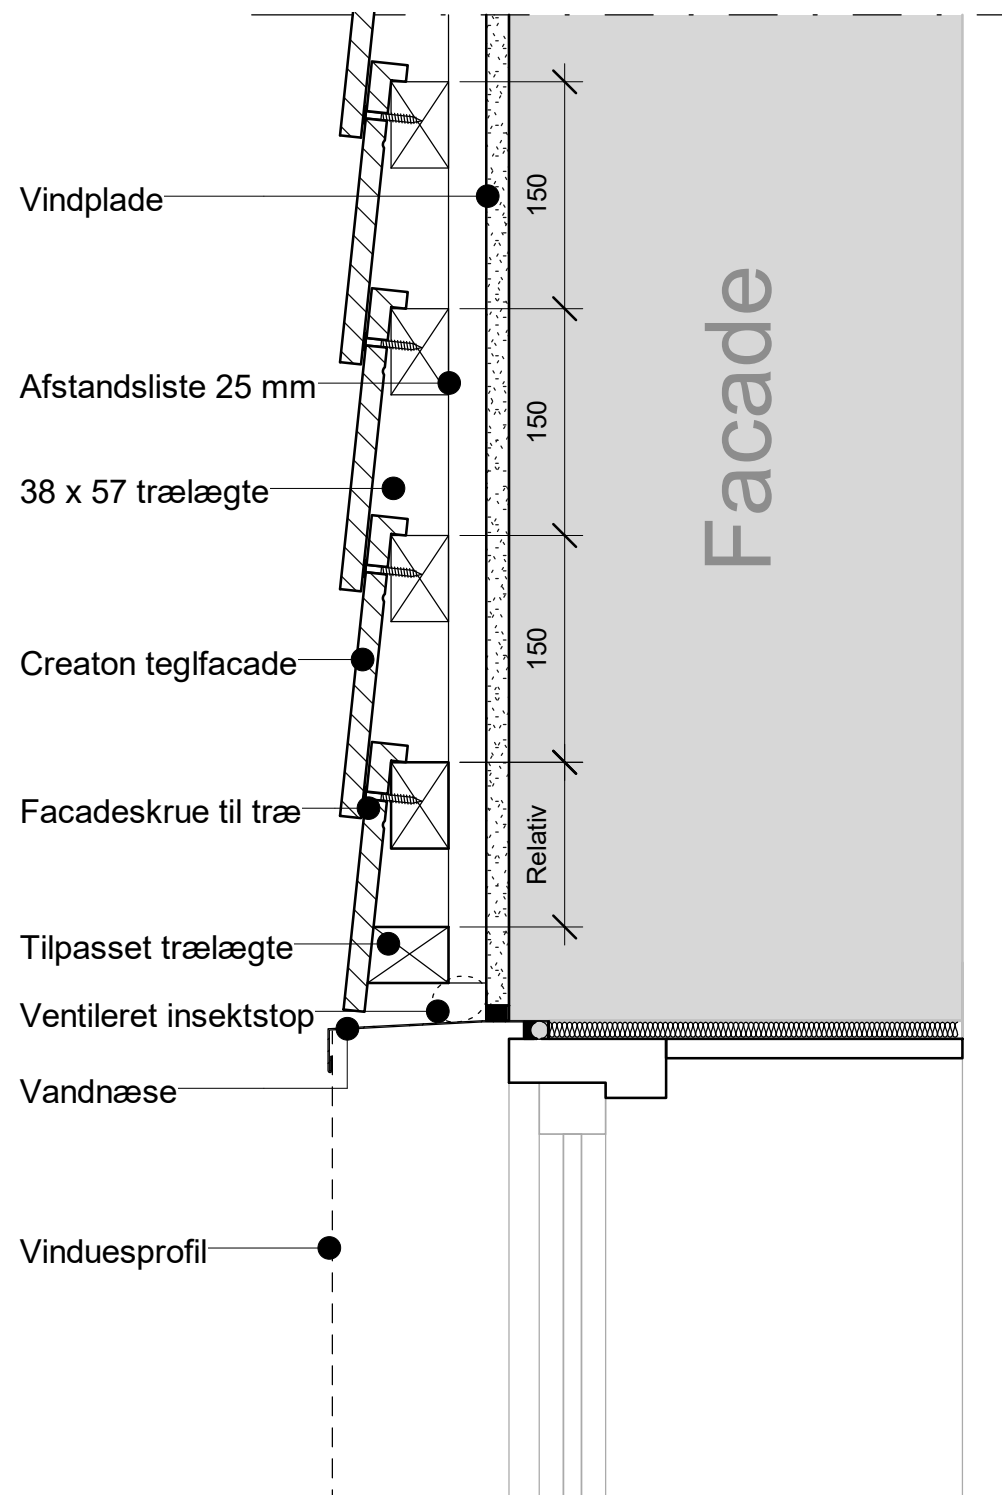 Vindplade
150
Facade
Afstandsliste 25 mm
150
38 x 57 trælægte
150
Creaton teglfacade
Facadeskrue til træ
Relativ
Tilpasset trælægte
Ventileret insektstop
Vandnæse
Vinduesprofil